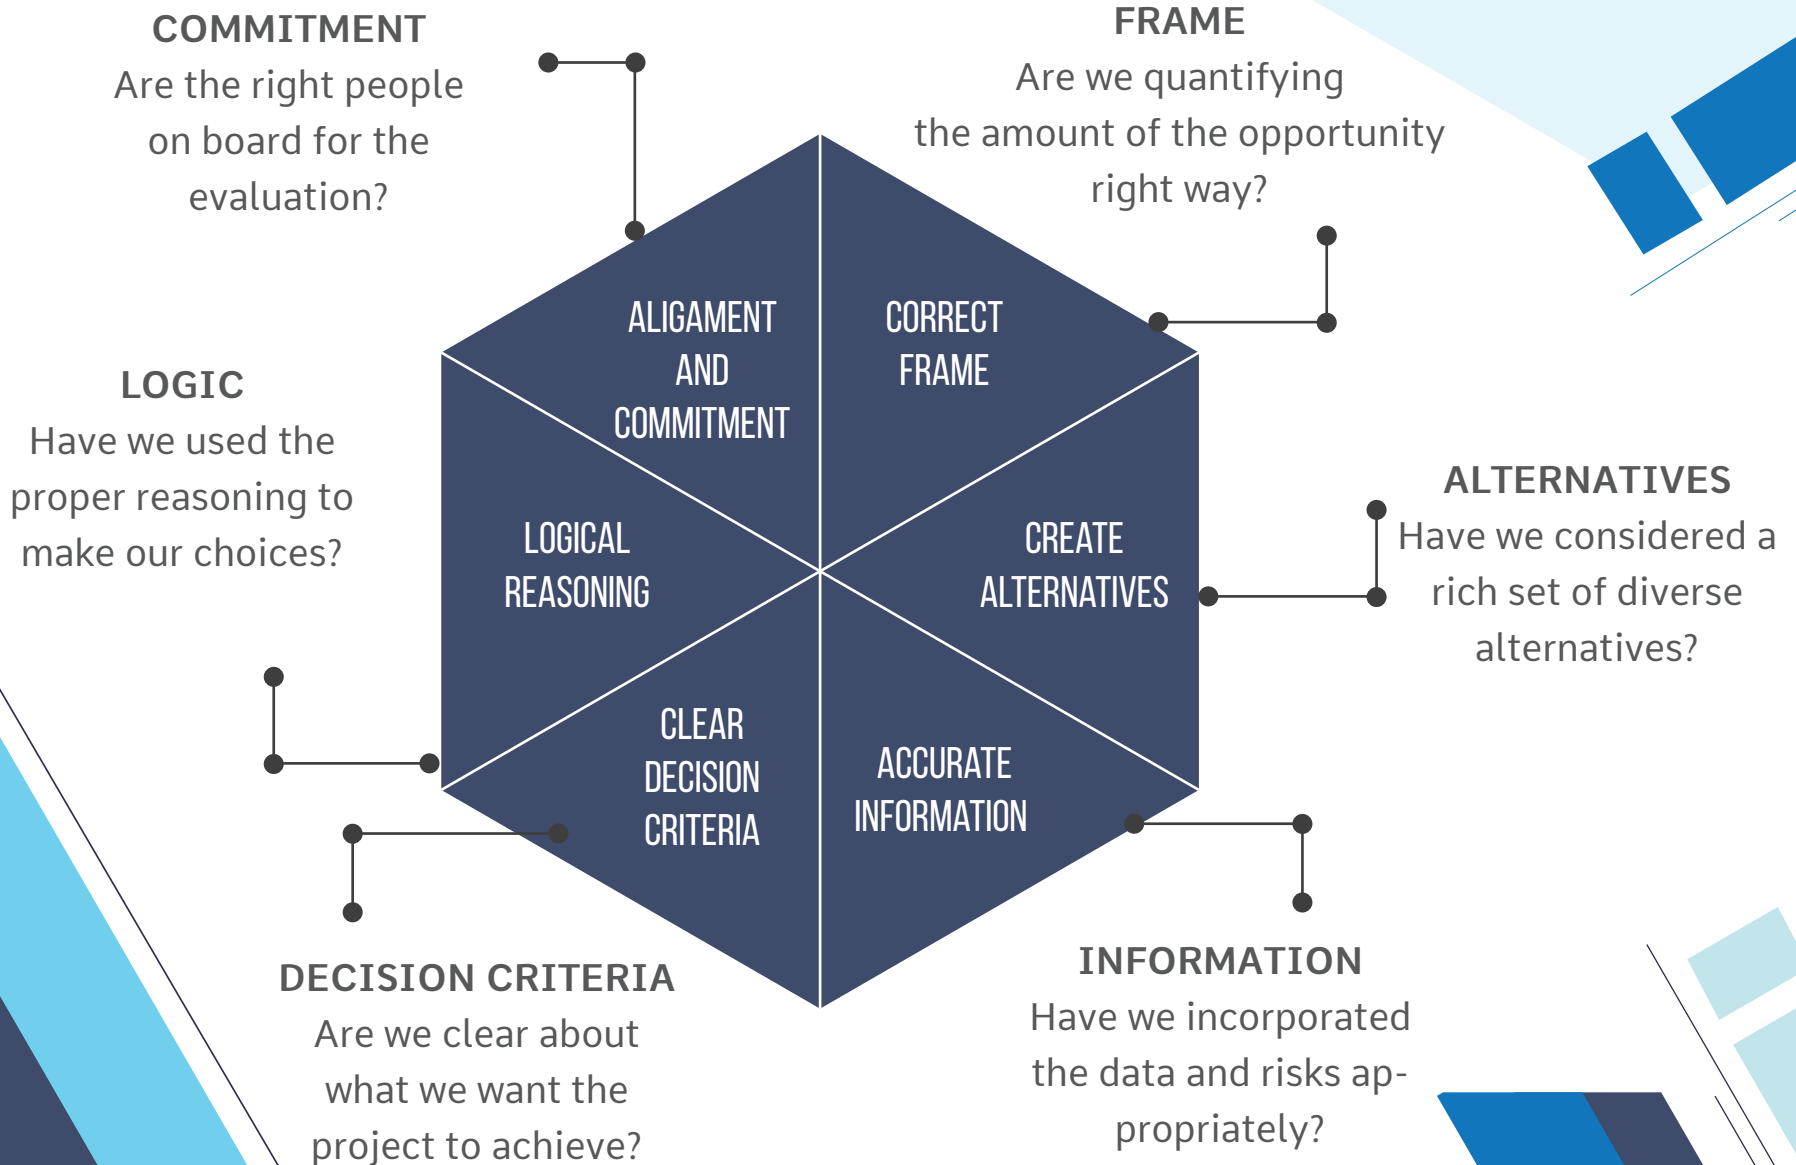 COMMITMENT
Are the right people
on board for the
evaluation?
FRAME
Are we quantifying
the amount of the opportunity
right way?
ALIGAMENT
AND
COMMITMENT
CORRECT
FRAME
LOGIC
Have we used the
proper reasoning to
make our choices?
LOGICAL
REASONING
CREATE
ALTERNATIVES
ALTERNATIVES
Have we considered a
rich set of diverse
alternatives?
CLEAR
DECISION
CRITERIA
ACCURATE
INFORMATION
DECISION CRITERIA
Are we clear about
what we want the
project to achieve?
INFORMATION
Have we incorporated
the data and risks ap-
propriately?